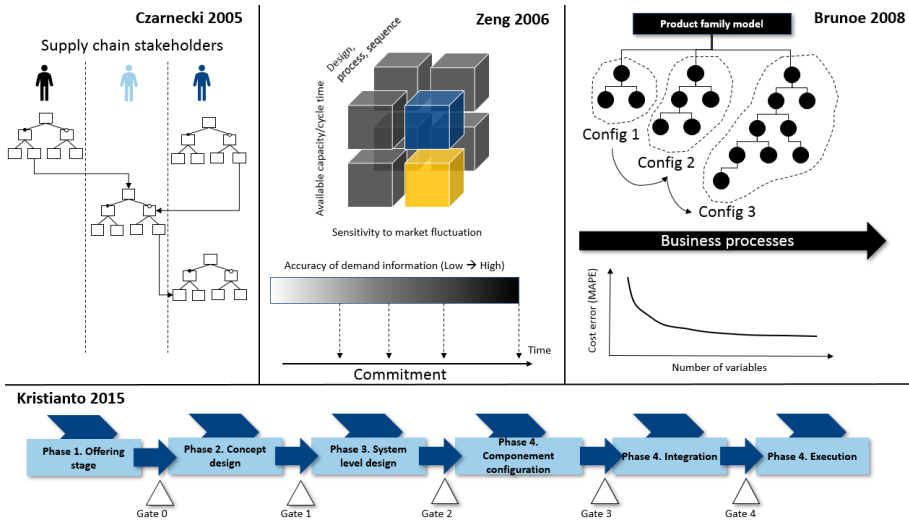 Czarnecki 2005
Supply chain stakeholders
Zeng 2006
Design,
process, sequence
Available capacity/cycle time
Sensitivity to market fluctuation
Accuracy of demand information (Low → High)
Time
Commitment
Brunoe 2008
Product family model
Config 1
Config 2
Config 3
Business processes
Cost error (MAPE)
Number of variables
Kristianto 2015
Phase 1. Offering
stage
Phase 2. Concept
design
Phase 3. System
level design
Phase 4.
Componement
configuration
Phase 4. Integration
Phase 4. Execution
Gate 0
Gate 1
Gate 2
Gate 3
Gate 4